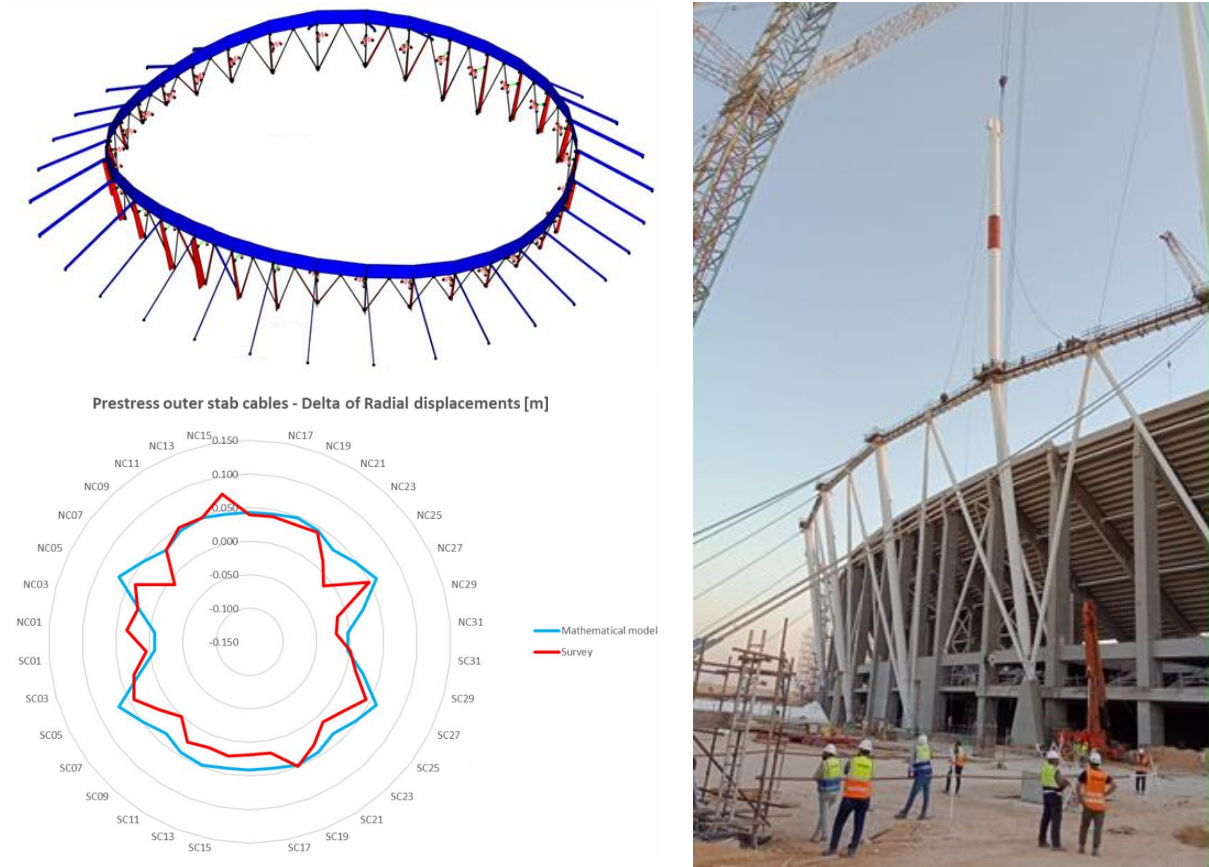 Prestress outer stab cables - Delta of Radial displacements [m]
NC15
NC17
NC13
NC19
NC11
NC21
NC09
NC23
NC07
NC25
NC05
NC27
NC03
NC29
NC01
NC31
SC01
SC31
SC03
SC29
SC05
SC27
SC07
SC25
SC09
SC23
SC11
SC21
SC13
SC19
SC15
SC17
0.150
0.100
0.050
0.000
-0.050
-0.100
-0.150
Mathematical model
Survey